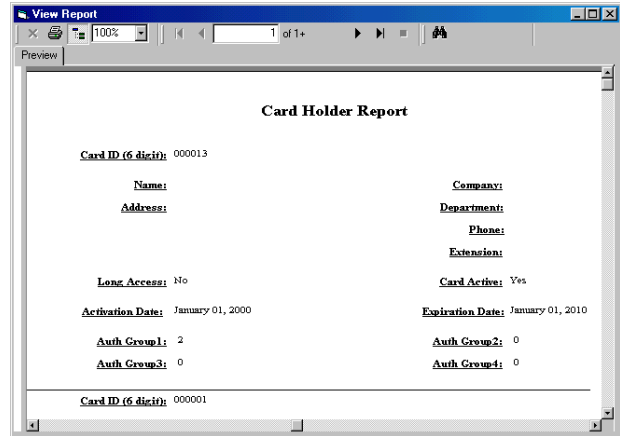 View Report
100% 1 of 1+
Preview
Card Holder Report
Card ID (6 digit): 000013
Name: Company:
Address: Department:
Phone:
Extension:
Long Access: No Card Active: Yes
Activation Date: January 01, 2000 Expiration Date: January 01, 2010
Auth Group1: 2 Auth Group2: 0
Auth Group3: 0 Auth Group4: 0
Card ID (6 digit): 000001